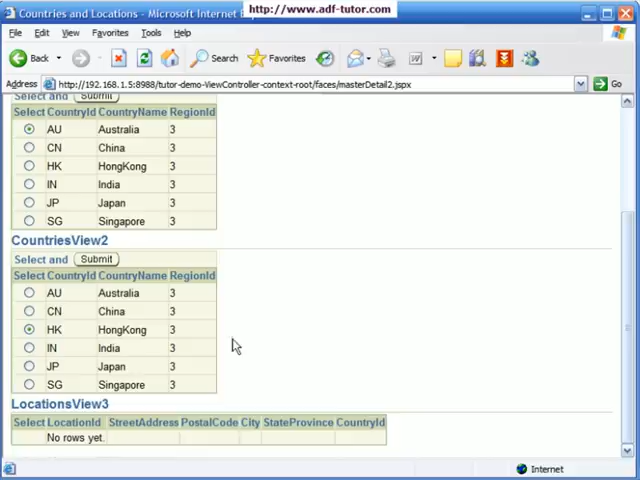 http://www.adf-tutor.com
Countries and Locations - Microsoft Internet
File Edit View Favorites Tools Help
Back Search Favorites
Address http://192.168.1.5:8988/tutor-demo-ViewController-context-root/faces/masterDetail2.jspx Go
Select and Submit
Select CountryId CountryName RegionId
AU Australia 3
CN China 3
HK HongKong 3
IN India 3
JP Japan 3
SG Singapore 3
CountriesView2
Select and Submit
Select CountryId CountryName RegionId
AU Australia 3
CN China 3
HK HongKong 3
IN India 3
JP Japan 3
SG Singapore 3
LocationsView3
Select LocationId StreetAddress PostalCode City StateProvince CountryId
No rows yet.
Internet